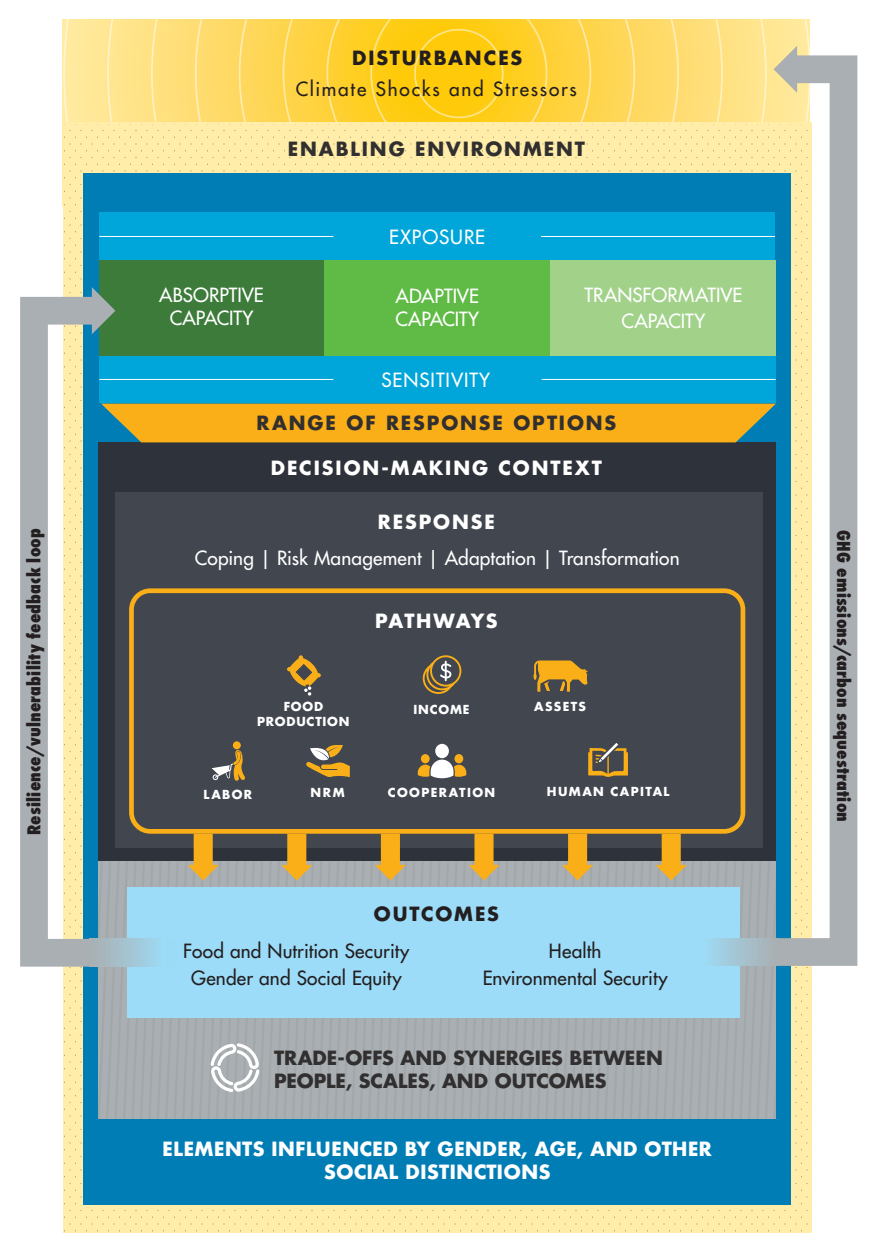 DISTURBANCES
Climate Shocks and Stressors
ENABLING ENVIRONMENT
EXPOSURE
ABSORPTIVE
CAPACITY
ADAPTIVE
CAPACITY
TRANSFORMATIVE
CAPACITY
SENSITIVITY
RANGE OF RESPONSE OPTIONS
DECISION-MAKING CONTEXT
RESPONSE
Coping | Risk Management | Adaptation | Transformation
PATHWAYS
$
FOOD
PRODUCTION
INCOME
ASSETS
LABOR
NRM
COOPERATION
HUMAN CAPITAL
OUTCOMES
Food and Nutrition Security
Gender and Social Equity
Health
Environmental Security
TRADE-OFFS AND SYNERGIES BETWEEN
PEOPLE, SCALES, AND OUTCOMES
ELEMENTS INFLUENCED BY GENDER, AGE, AND OTHER
SOCIAL DISTINCTIONS
Resilience/vulnerability feedback loop
GHG emissions/carbon sequestration